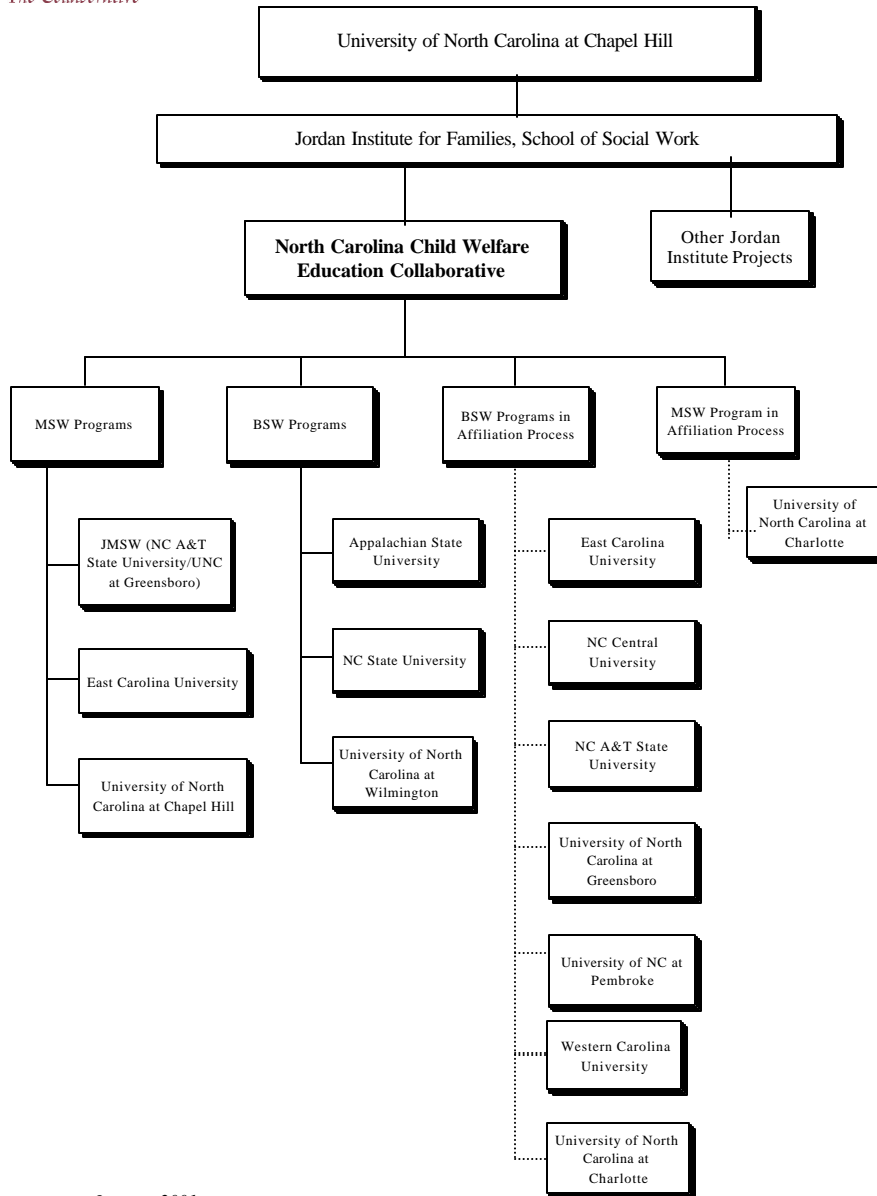 University of North Carolina at Chapel Hill
Jordan Institute for Families, School of Social Work
North Carolina Child Welfare
Education Collaborative
Other Jordan
Institute Projects
MSW Programs
BSW Programs
BSW Programs in
Affiliation Process
MSW Program in
Affiliation Process
JMSW (NC A&T
State University/UNC
at Greensboro)
East Carolina University
University of North
Carolina at Chapel Hill
Appalachian State
University
NC State University
University of North
Carolina at
Wilmington
East Carolina
University
NC Central
University
NC A&T State
University
University of North
Carolina at
Greensboro
University of NC at
Pembroke
Western Carolina
University
University of North
Carolina at
Charlotte
University of
North Carolina at
Charlotte